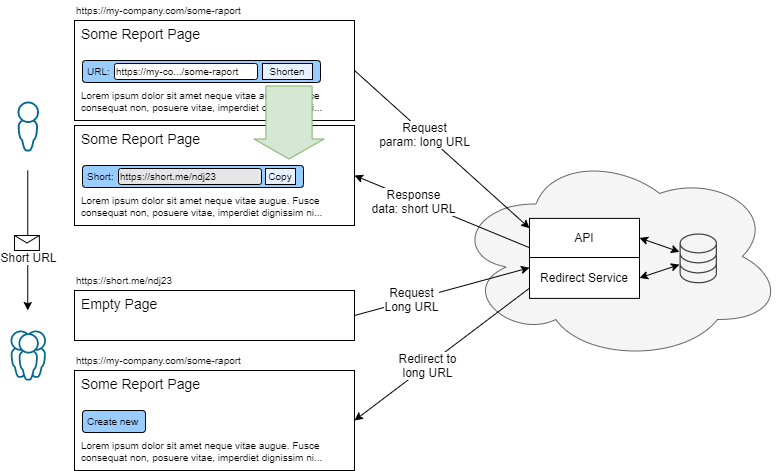 https://my-company.com/some-raport
Some Report Page
URL: https://my-co.../some-raport Shorten
Lorem ipsum dolor sit amet neque vitae a
consequat non, posuere vitae, imperdiet d ni...
Some Report Page
Short: https://short.me/ndj23 Copy
Lorem ipsum dolor sit amet neque vitae augue. Fusce
consequat non, posuere vitae, imperdiet dignissim ni...
Request
param: long URL
Response
data: short URL
API
Redirect Service
Short URL
https://short.me/ndj23
Empty Page
Request
Long URL
https://my-company.com/some-raport
Some Report Page
Create new
Lorem ipsum dolor sit amet neque vitae augue. Fusce
consequat non, posuere vitae, imperdiet dignissim ni...
Redirect to
long URL